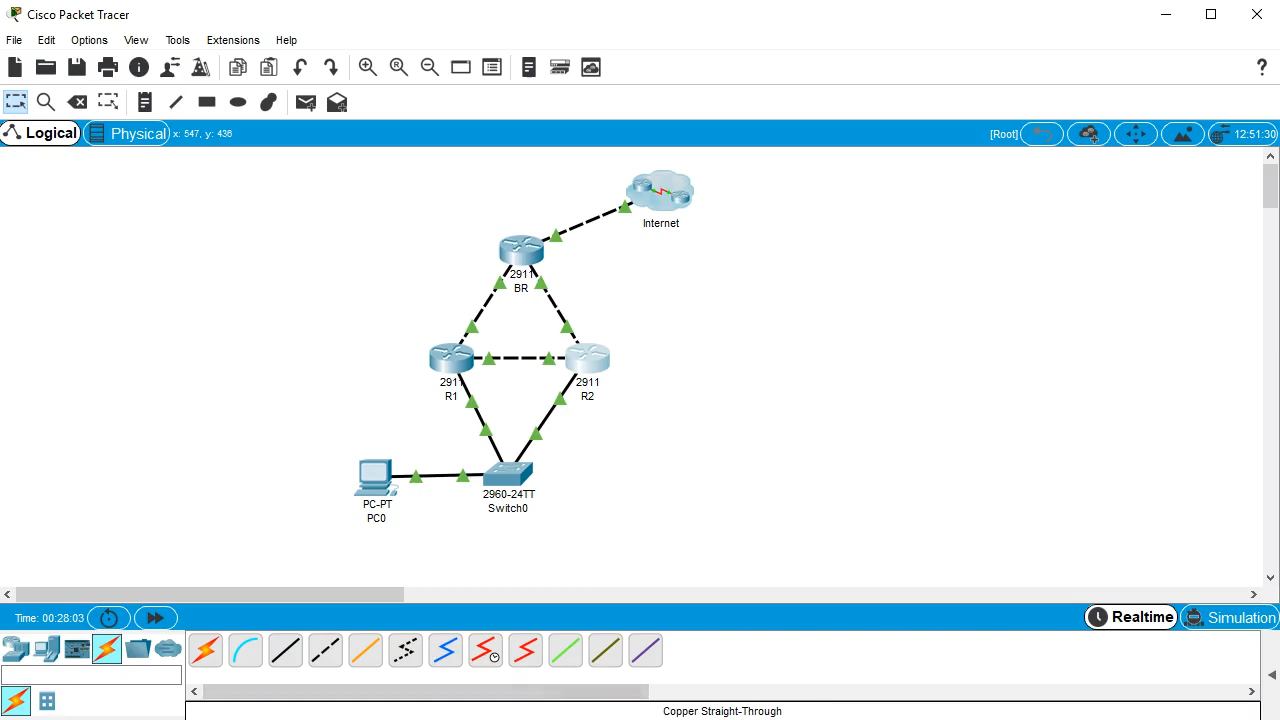 Cisco Packet Tracer
File Edit Options View Tools Extensions Help
?
Logical Physical x: 547, y: 436 [Root] 12:51:30
Internet
2911
BR
2911
R1
2911
R2
2960-24TT
Switch0
PC-PT
PC0
Time: 00:28:03 Realtime Simulation
Copper Straight-Through